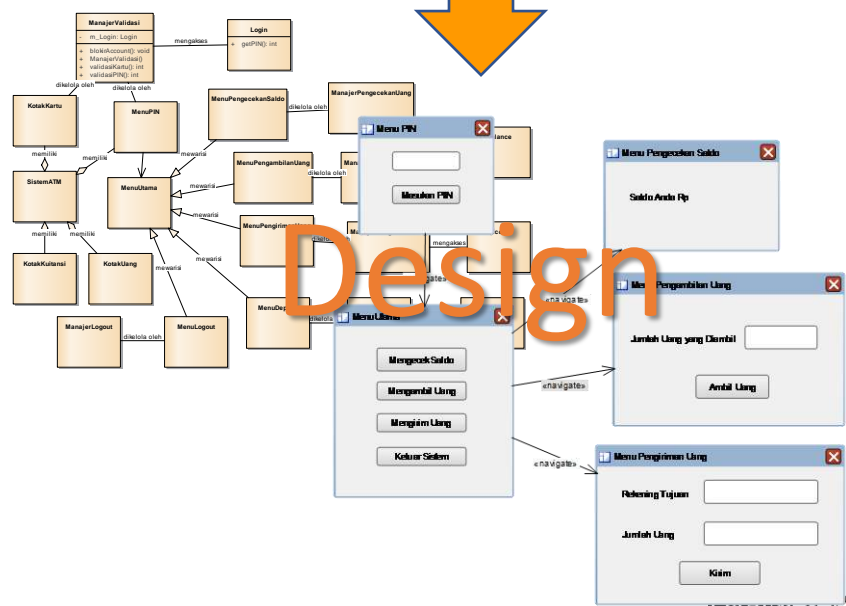 ManajerValidasi
- m_Login: Login
+ blokirAccount(): void
+ ManajerValidasi()
+ validasiKartu(): int
+ validasiPIN(): int
mengakses
Login
+ getPIN(): int
dikelola oleh
dikelola oleh
KotakKartu
MenuPIN
MenuPengecekanSaldo
dikelola oleh
ManajerPengecekanUang
memiliki
memiliki
mewarisi
SistemATM
MenuUtama
MenuPengambilanUang
dikelola oleh
mewarisi
mewarisi
MenuPengirimanUang
mengakses
memiliki
memiliki
mewarisi
mewarisi
KotakKuitansi
KotakUang
ManajerLogout
dikelola oleh
MenuLogout
Menu PIN
Masukan PIN
Design
Menu Utama
Mengecek Saldo
Mengambil Uang
Mengirim Uang
Keluar Sistem
«navigate»
«navigate»
«navigate»
Menu Pengecekan Saldo
Saldo Anda Rp
Menu Pengambilan Uang
Jumlah Uang yang Diambil
Ambil Uang
Menu Pengiriman Uang
Rekening Tujuan
Jumlah Uang
Kirim